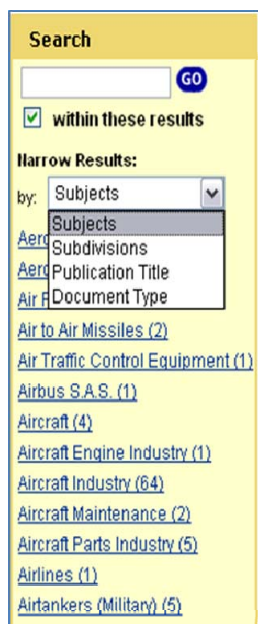 Search
GO
within these results
Narrow Results:
by: Subjects
Subjects
Subdivisions
Publication Title
Document Type
Air to Air Missiles (2)
Air Traffic Control Equipment (1)
Airbus S.A.S. (1)
Aircraft (4)
Aircraft Engine Industry (1)
Aircraft Industry (64)
Aircraft Maintenance (2)
Aircraft Parts Industry (5)
Airlines (1)
Airtankers (Military) (5)